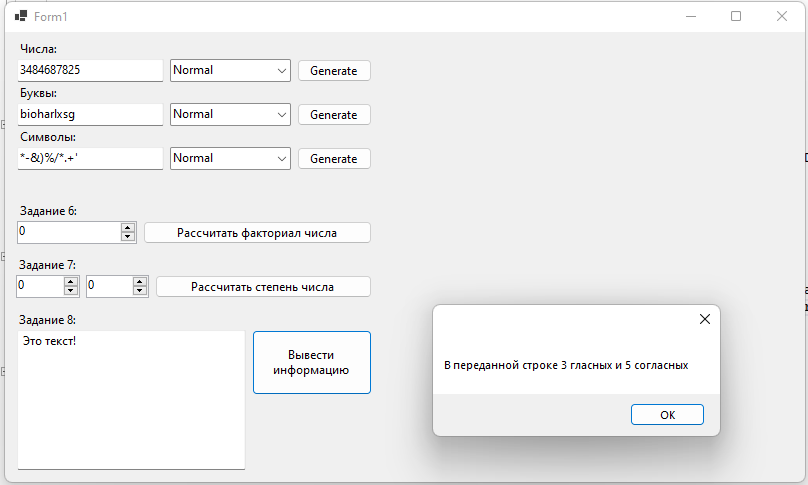 Form1
Числа:
3484687825 Normal Generate
Буквы:
bioharlxsg Normal Generate
Символы:
*-&)%/*.+' Normal Generate
Задание 6:
0 Рассчитать факториал числа
Задание 7:
0 0 Рассчитать степень числа
Задание 8:
Это текст!
Вывести
информацию
В переданной строке 3 гласных и 5 согласных
OK